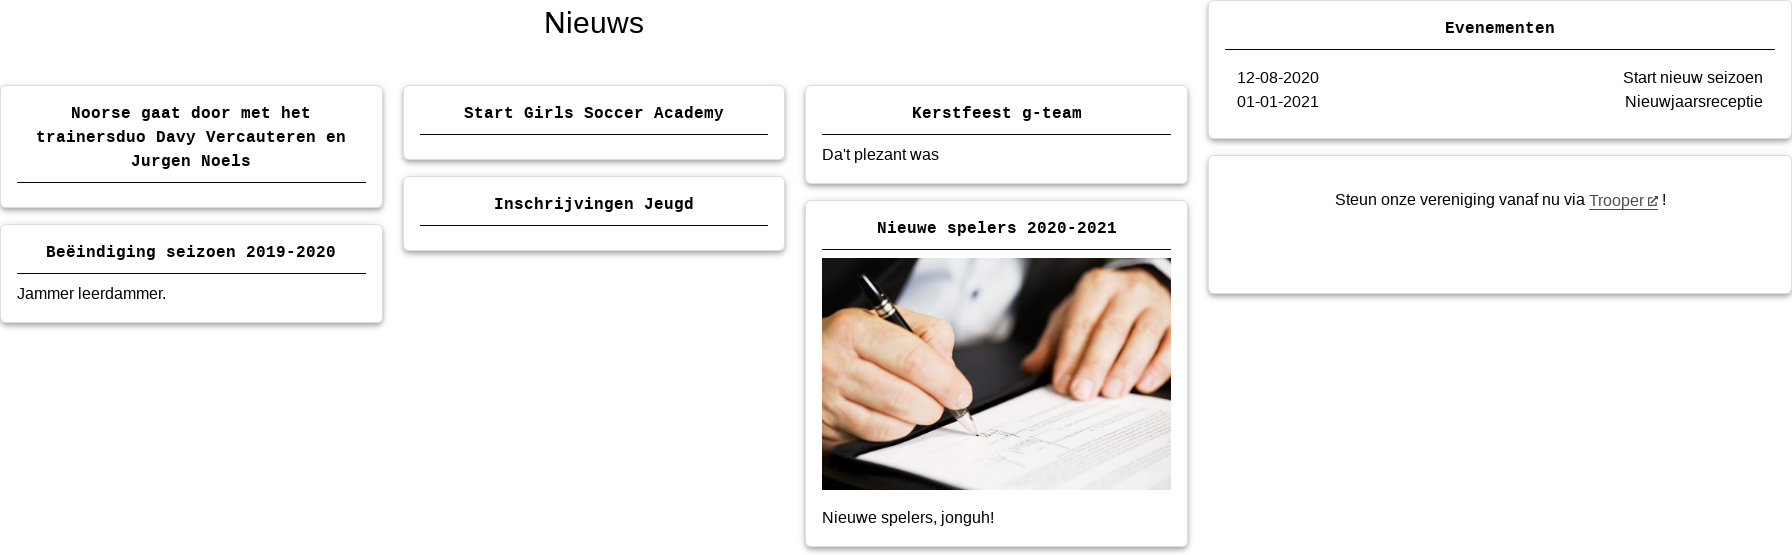 Nieuws
Noorse gaat door met het
trainersduo Davy Vercauteren en
Jurgen Noels
Beëindiging seizoen 2019-2020
Jammer leerdammer.
Start Girls Soccer Academy
Inschrijvingen Jeugd
Kerstfeest g-team
Da't plezant was
Nieuwe spelers 2020-2021
Nieuwe spelers, jonguh!
Evenementen
12-08-2020 Start nieuw seizoen
01-01-2021 Nieuwjaarsreceptie
Steun onze vereniging vanaf nu via Trooper !